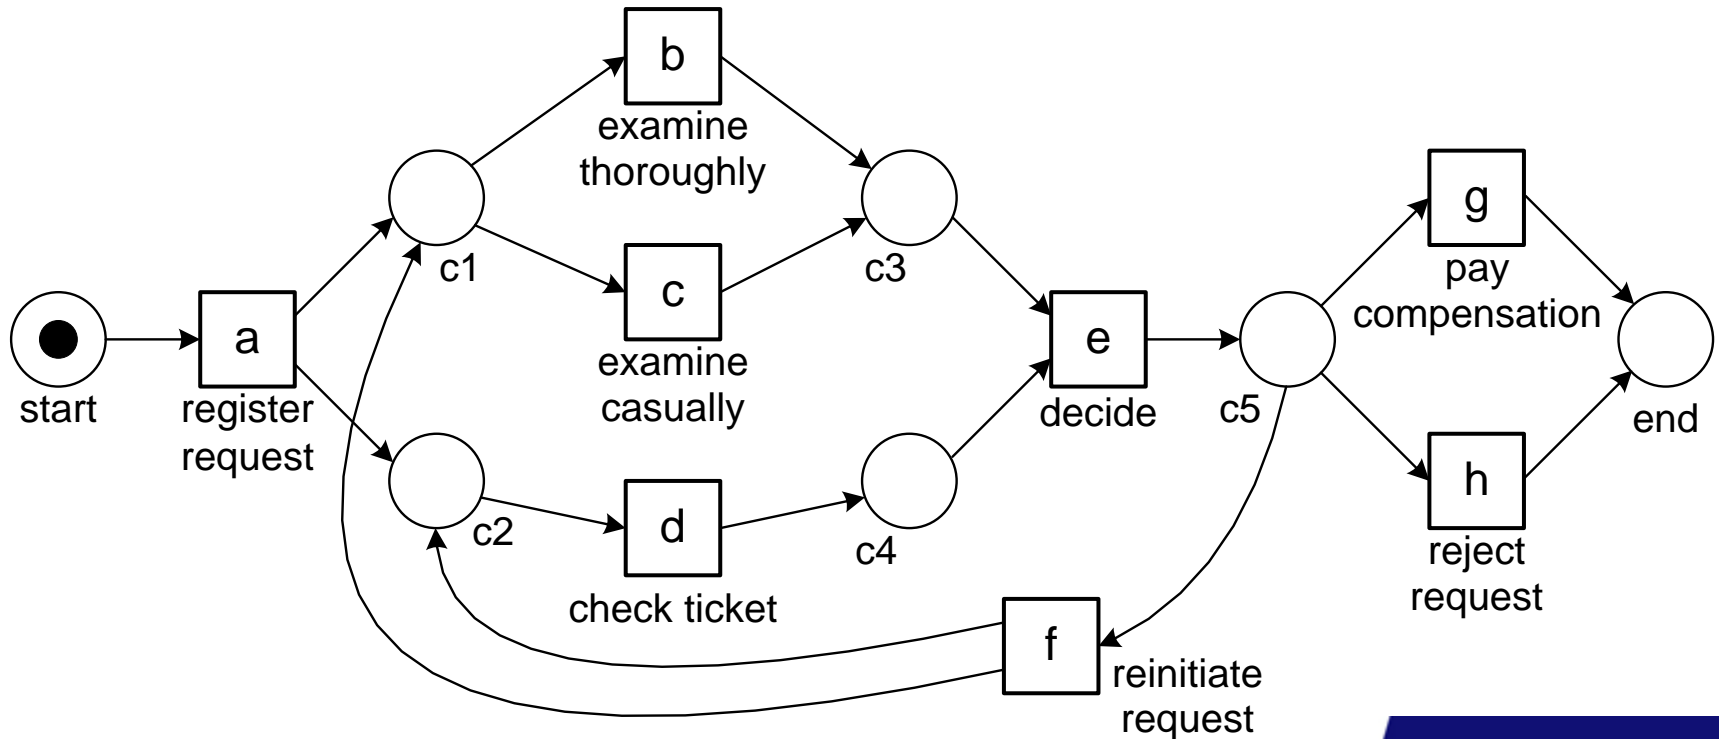 b
examine
thoroughly
c1
c3
g
pay
compensation
c
examine
casually
start
a
register
request
e
decide
c5
end
c2
d
check ticket
c4
h
reject
request
f
reinitiate
request